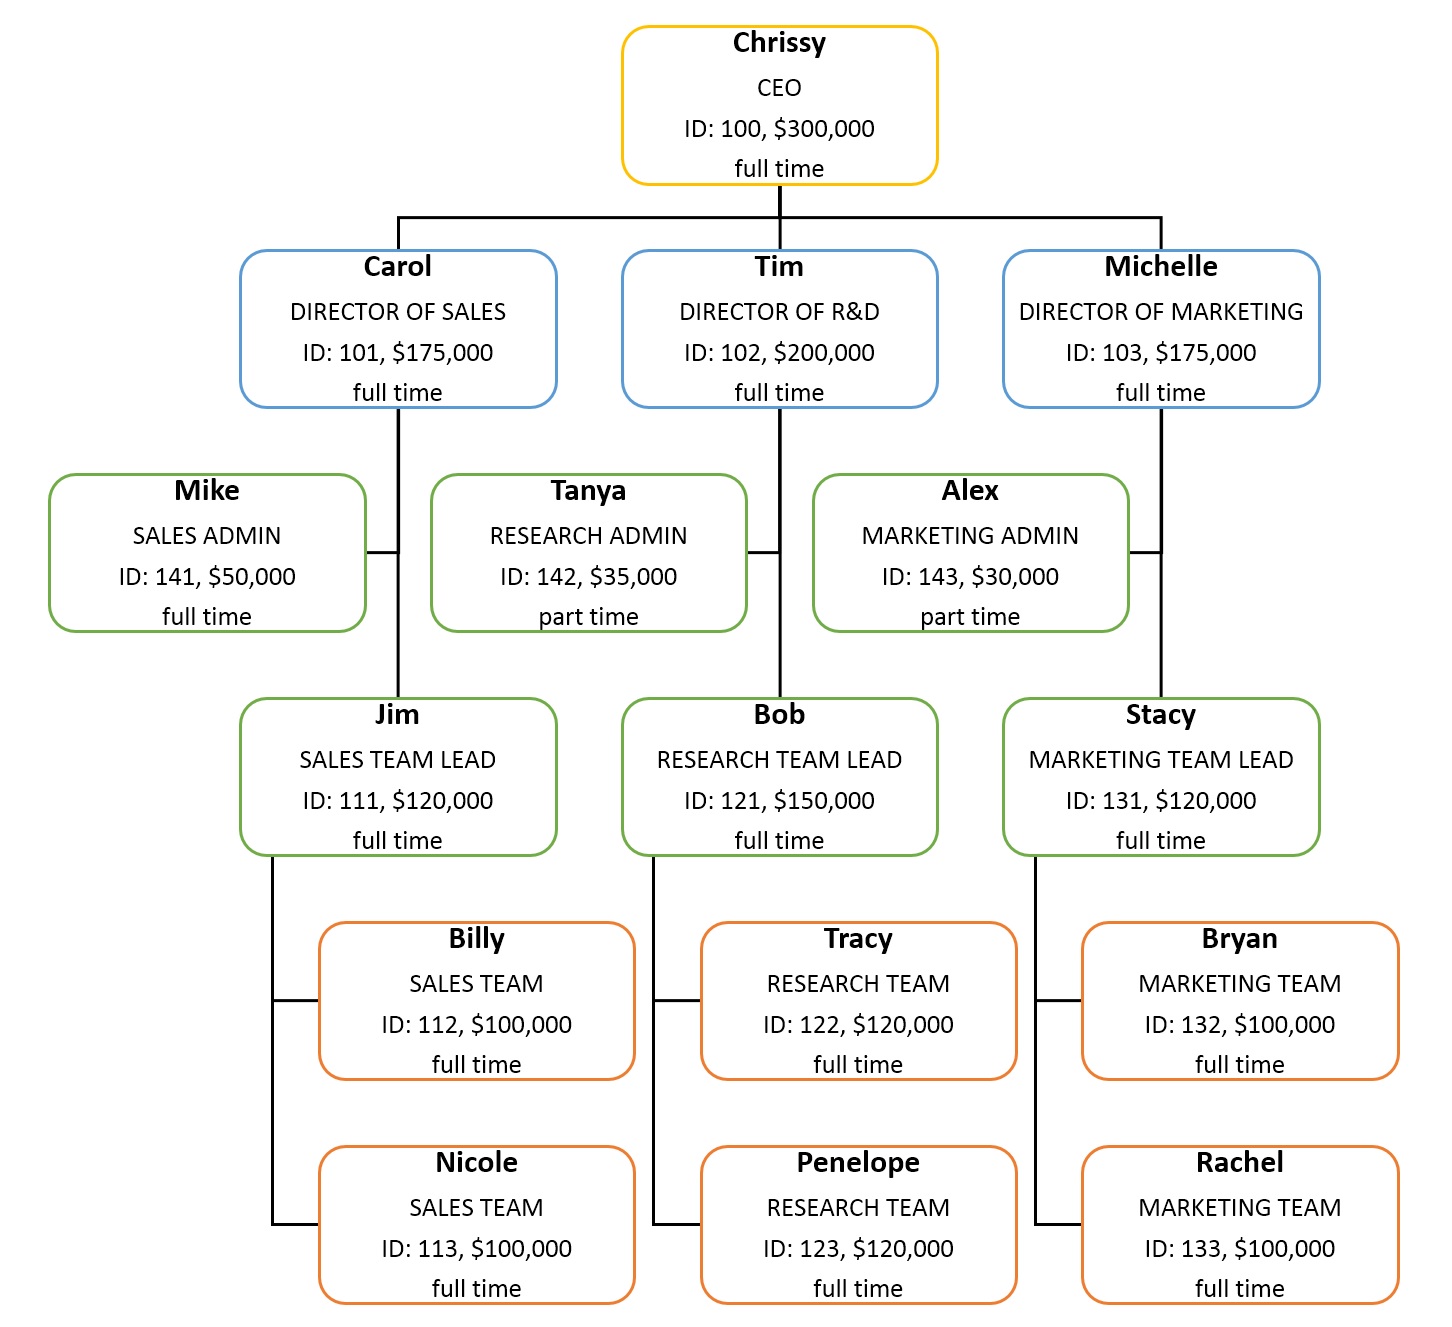 Chrissy
CEO
ID: 100, $300,000
full time
Carol
DIRECTOR OF SALES
ID: 101, $175,000
full time
Tim
DIRECTOR OF R&D
ID: 102, $200,000
full time
Michelle
DIRECTOR OF MARKETING
ID: 103, $175,000
full time
Mike
SALES ADMIN
ID: 141, $50,000
full time
Tanya
RESEARCH ADMIN
ID: 142, $35,000
part time
Alex
MARKETING ADMIN
ID: 143, $30,000
part time
Jim
SALES TEAM LEAD
ID: 111, $120,000
full time
Bob
RESEARCH TEAM LEAD
ID: 121, $150,000
full time
Stacy
MARKETING TEAM LEAD
ID: 131, $120,000
full time
Billy
SALES TEAM
ID: 112, $100,000
full time
Tracy
RESEARCH TEAM
ID: 122, $120,000
full time
Bryan
MARKETING TEAM
ID: 132, $100,000
full time
Nicole
SALES TEAM
ID: 113, $100,000
full time
Penelope
RESEARCH TEAM
ID: 123, $120,000
full time
Rachel
MARKETING TEAM
ID: 133, $100,000
full time